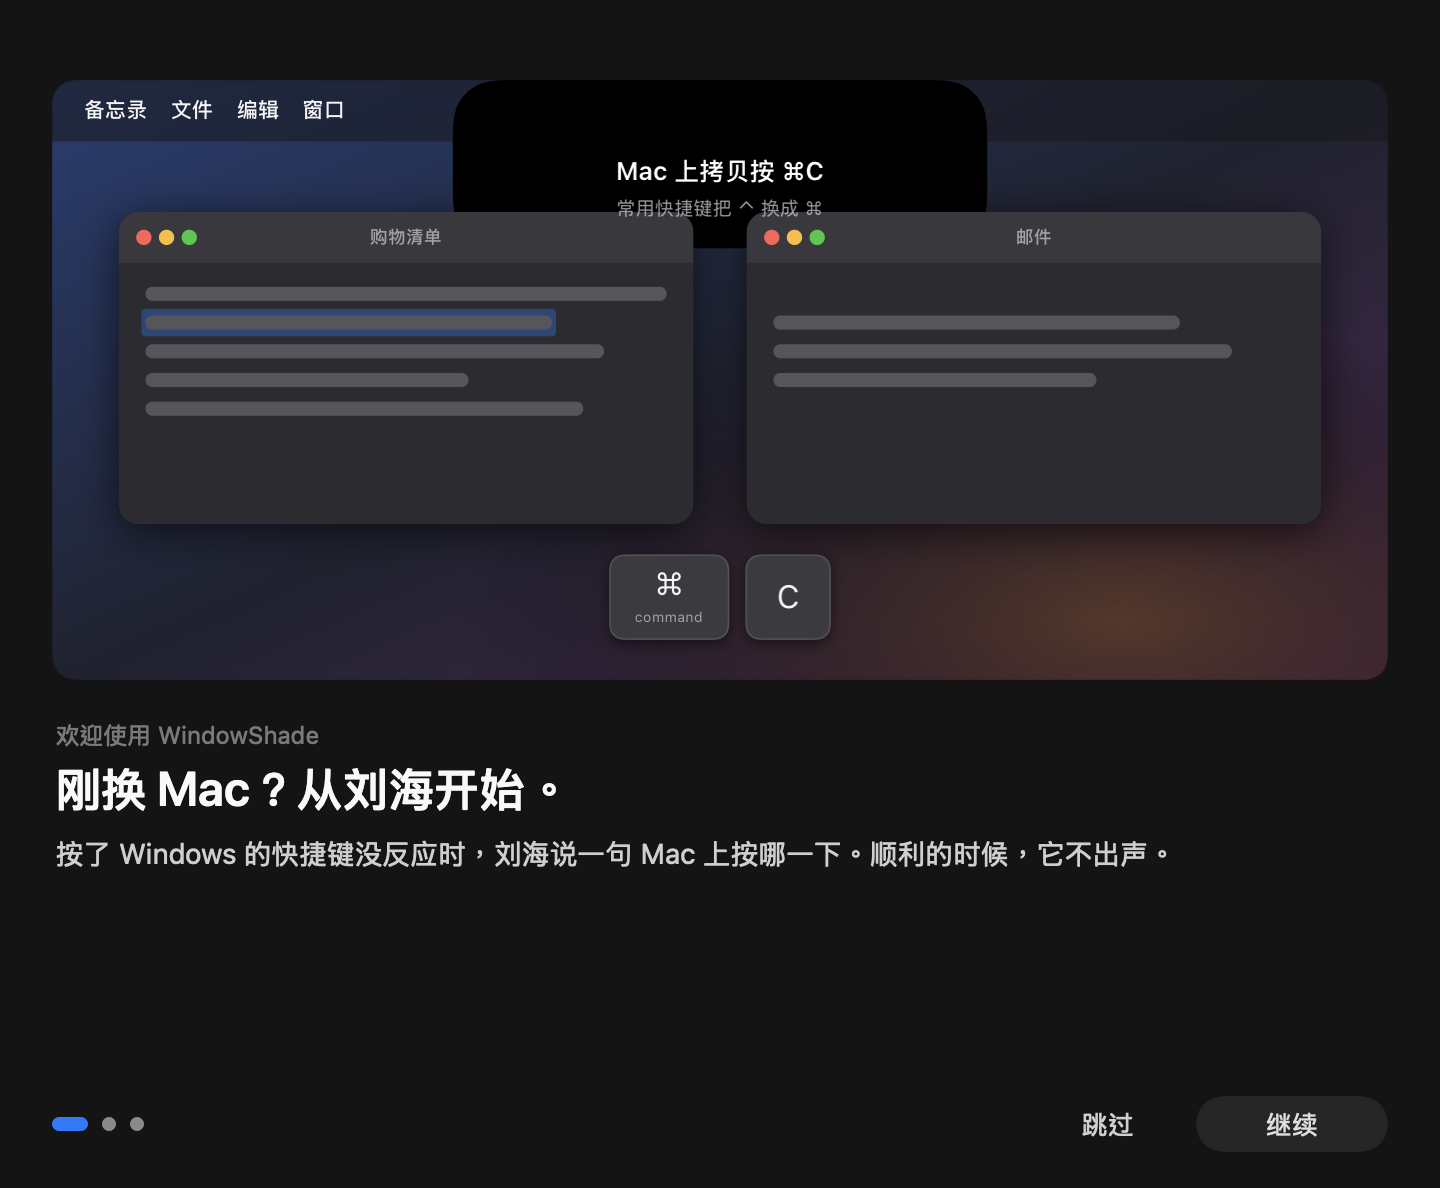 备忘录 文件 编辑 窗口
Mac 上拷贝按 ⌘C
常用快捷键把 ^ 换成 ⌘
购物清单
邮件
⌘
command
C
欢迎使用 WindowShade
刚换 Mac？从刘海开始。
按了 Windows 的快捷键没反应时，刘海说一句 Mac 上按哪一下。顺利的时候，它不出声。
跳过
继续